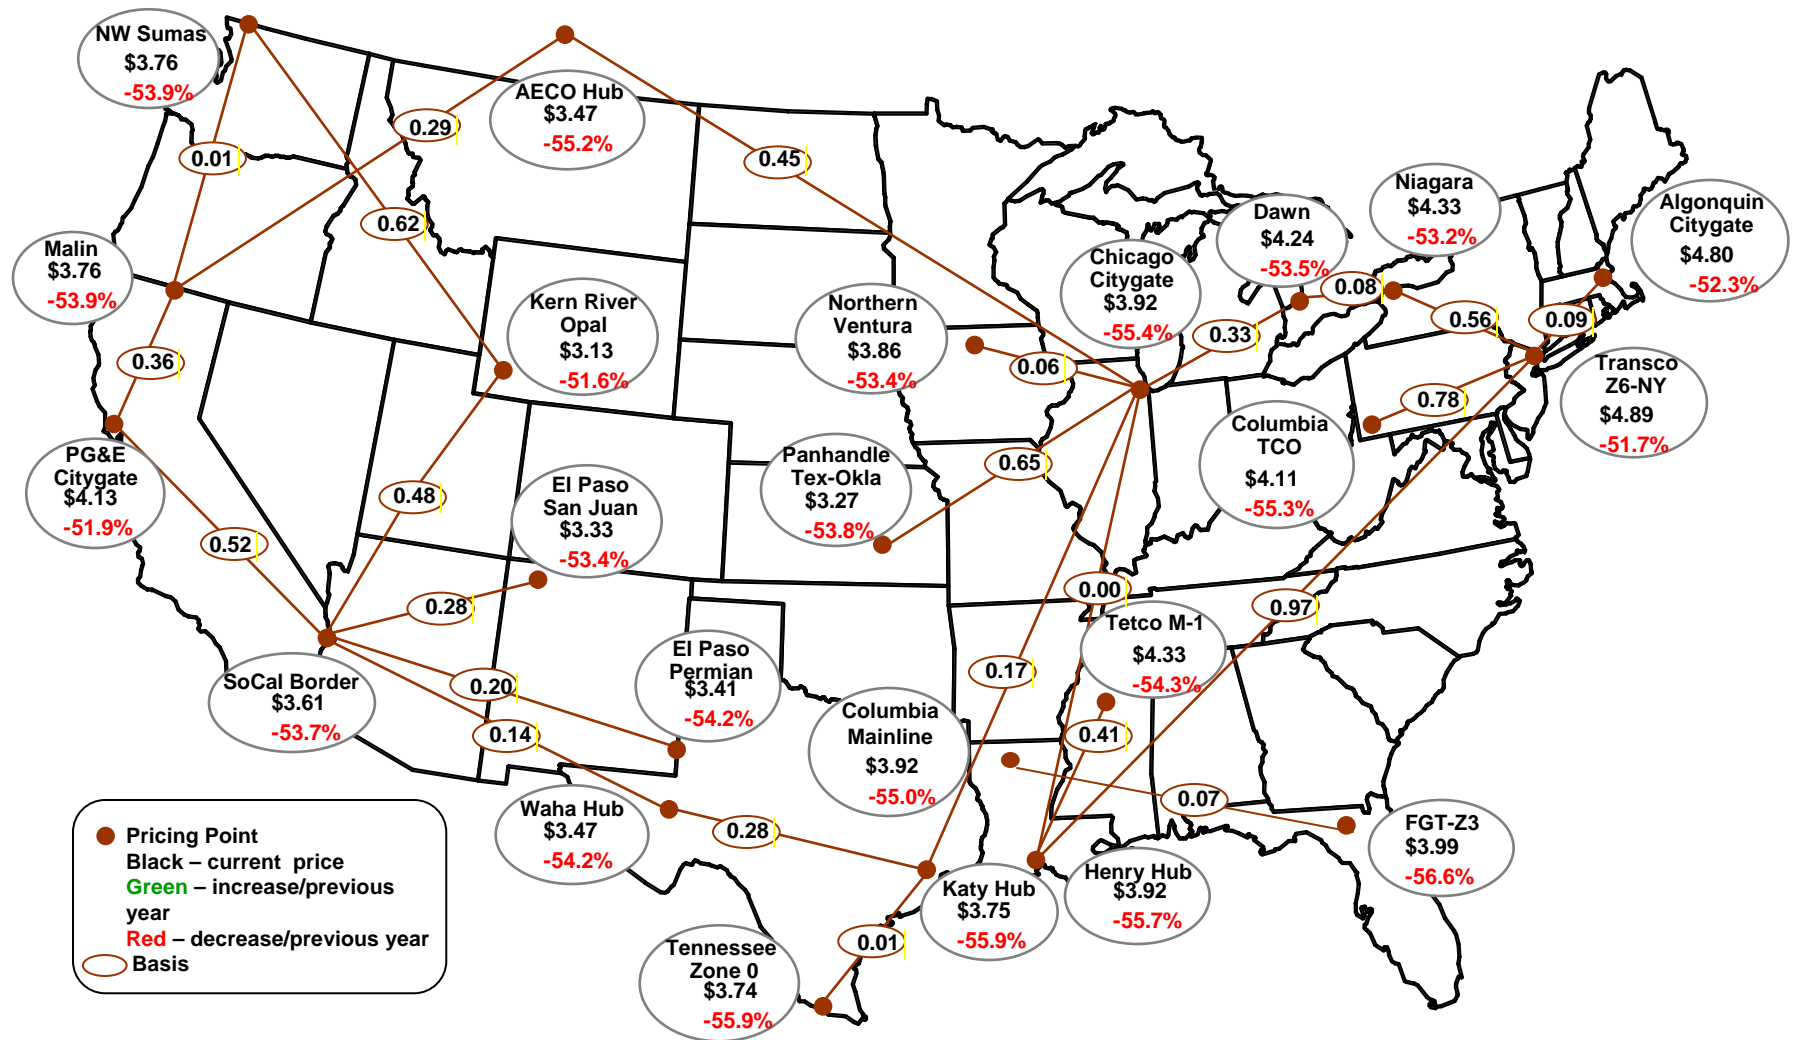 NW Sumas
$3.76
-53.9%
AECO Hub
$3.47
-55.2%
0.29
0.01
0.45
0.62
Niagara
$4.33
-53.2%
Dawn
$4.24
-53.5%
Algonquin
Citygate
$4.80
-52.3%
Malin
$3.76
-53.9%
Chicago
Citygate
$3.92
-55.4%
Kern River
Opal
$3.13
-51.6%
Northern
Ventura
$3.86
-53.4%
0.08
0.56
0.09
0.33
0.36
0.06
0.78
Transco
Z6-NY
$4.89
-51.7%
PG&E
Citygate
$4.13
-51.9%
Columbia
TCO
$4.11
-55.3%
Panhandle
Tex-Okla
$3.27
-53.8%
0.65
0.48
El Paso
San Juan
$3.33
-53.4%
0.52
0.28
0.00
0.97
Tetco M-1
$4.33
-54.3%
El Paso
Permian
$3.41
-54.2%
0.17
SoCal Border
$3.61
-53.7%
0.20
0.14
Columbia
Mainline
$3.92
-55.0%
0.41
0.07
Waha Hub
$3.47
-54.2%
0.28
FGT-Z3
$3.99
-56.6%
Henry Hub
$3.92
-55.7%
Katy Hub
$3.75
-55.9%
0.01
Tennessee
Zone 0
$3.74
-55.9%
Pricing Point
Black – current price
Green – increase/previous
year
Red – decrease/previous year
Basis